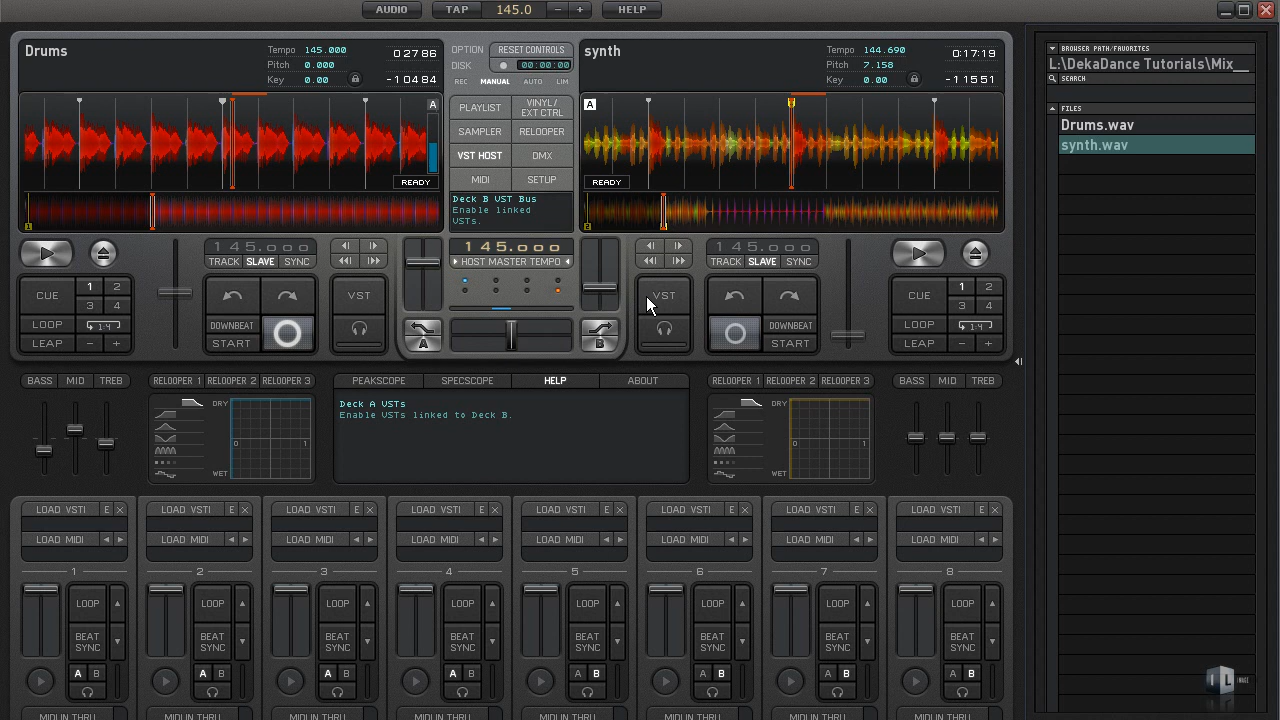 AUDIO TAP 145.0 − + HELP
Drums
Tempo 145.000
Pitch 0.000
Key 0.00
0:27 86
-1 04 84
OPTION RESET CONTROLS
DISK 00:00:00
REC MANUAL AUTO LIM
PLAYLIST VINYL/ EXT CTRL
SAMPLER RELOOPER
VST HOST DMX
MIDI SETUP
Deck B VST Bus
Enable linked
VSTs.
synth
Tempo 144.690
Pitch 7.158
Key 0.00
0:17:19
-1 15 51
A
READY
A
READY
1
2
145.000
TRACK SLAVE SYNC
145.000
HOST MASTER TEMPO
145.000
TRACK SLAVE SYNC
CUE 1 2
3 4
LOOP 1:4
LEAP − +
DOWNBEAT
START
VST
A
B
VST
DOWNBEAT
START
CUE 1 2
3 4
LOOP 1:4
LEAP − +
BASS MID TREB
RELOOPER 1 RELOOPER 2 RELOOPER 3
DRY
0 1
WET
PEAKSCOPE SPECSCOPE HELP ABOUT
Deck A VSTs
Enable VSTs linked to Deck B.
RELOOPER 1 RELOOPER 2 RELOOPER 3
DRY
0 1
WET
BASS MID TREB
LOAD VSTI E X LOAD VSTI E X LOAD VSTI E X LOAD VSTI E X LOAD VSTI E X LOAD VSTI E X LOAD VSTI E X LOAD VSTI E X
LOAD MIDI LOAD MIDI LOAD MIDI LOAD MIDI LOAD MIDI LOAD MIDI LOAD MIDI LOAD MIDI
1 2 3 4 5 6 7 8
LOOP LOOP LOOP LOOP LOOP LOOP LOOP LOOP
BEAT BEAT BEAT BEAT BEAT BEAT BEAT BEAT
SYNC SYNC SYNC SYNC SYNC SYNC SYNC SYNC
A B A B A B A B A B A B A B A B
MIDI IN THRU MIDI IN THRU MIDI IN THRU MIDI IN THRU MIDI IN THRU MIDI IN THRU MIDI IN THRU MIDI IN THRU
BROWSER PATH/FAVORITES
L:\DekaDance Tutorials\Mix__
SEARCH
FILES
Drums.wav
synth.wav
IL